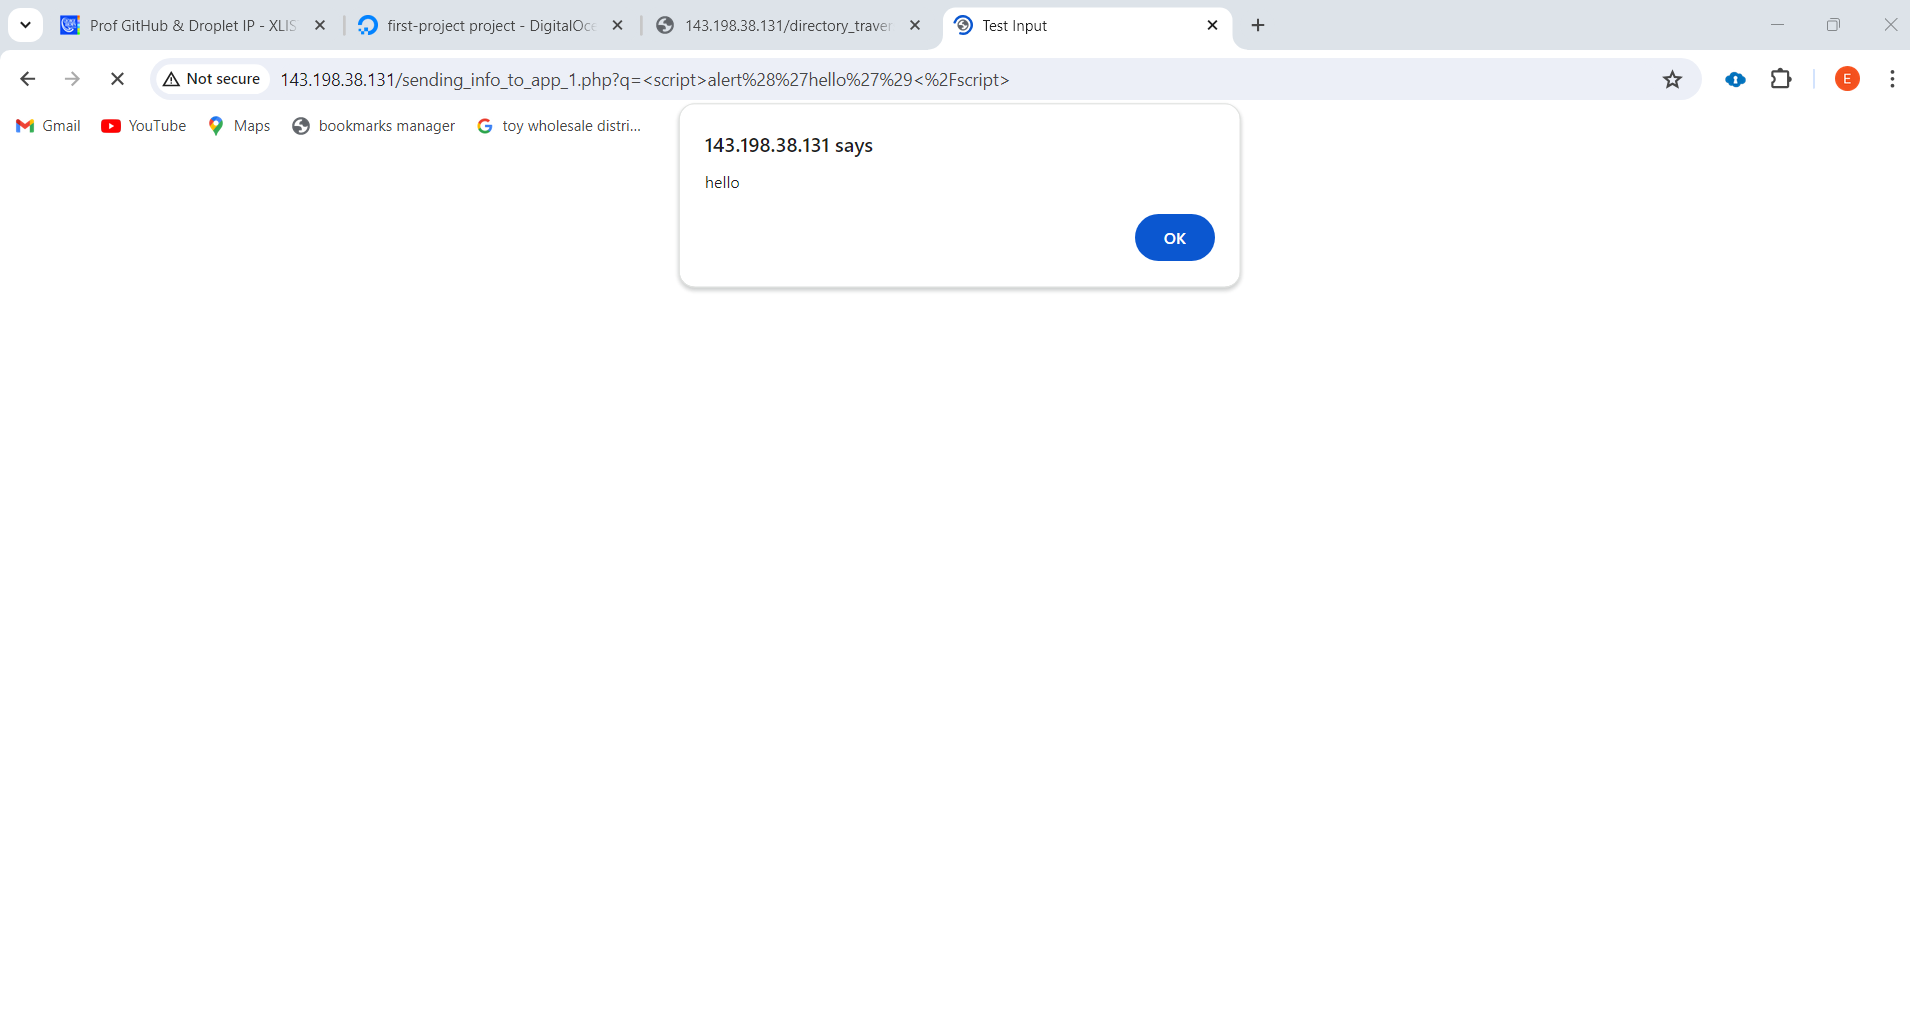 Prof GitHub & Droplet IP - XLIS
first-project project - DigitalOce
143.198.38.131/directory_traver
Test Input
Not secure
143.198.38.131/sending_info_to_app_1.php?q=<script>alert%28%27hello%27%29<%2Fscript>
E
Gmail
YouTube
Maps
bookmarks manager
toy wholesale distri...
143.198.38.131 says
hello
OK